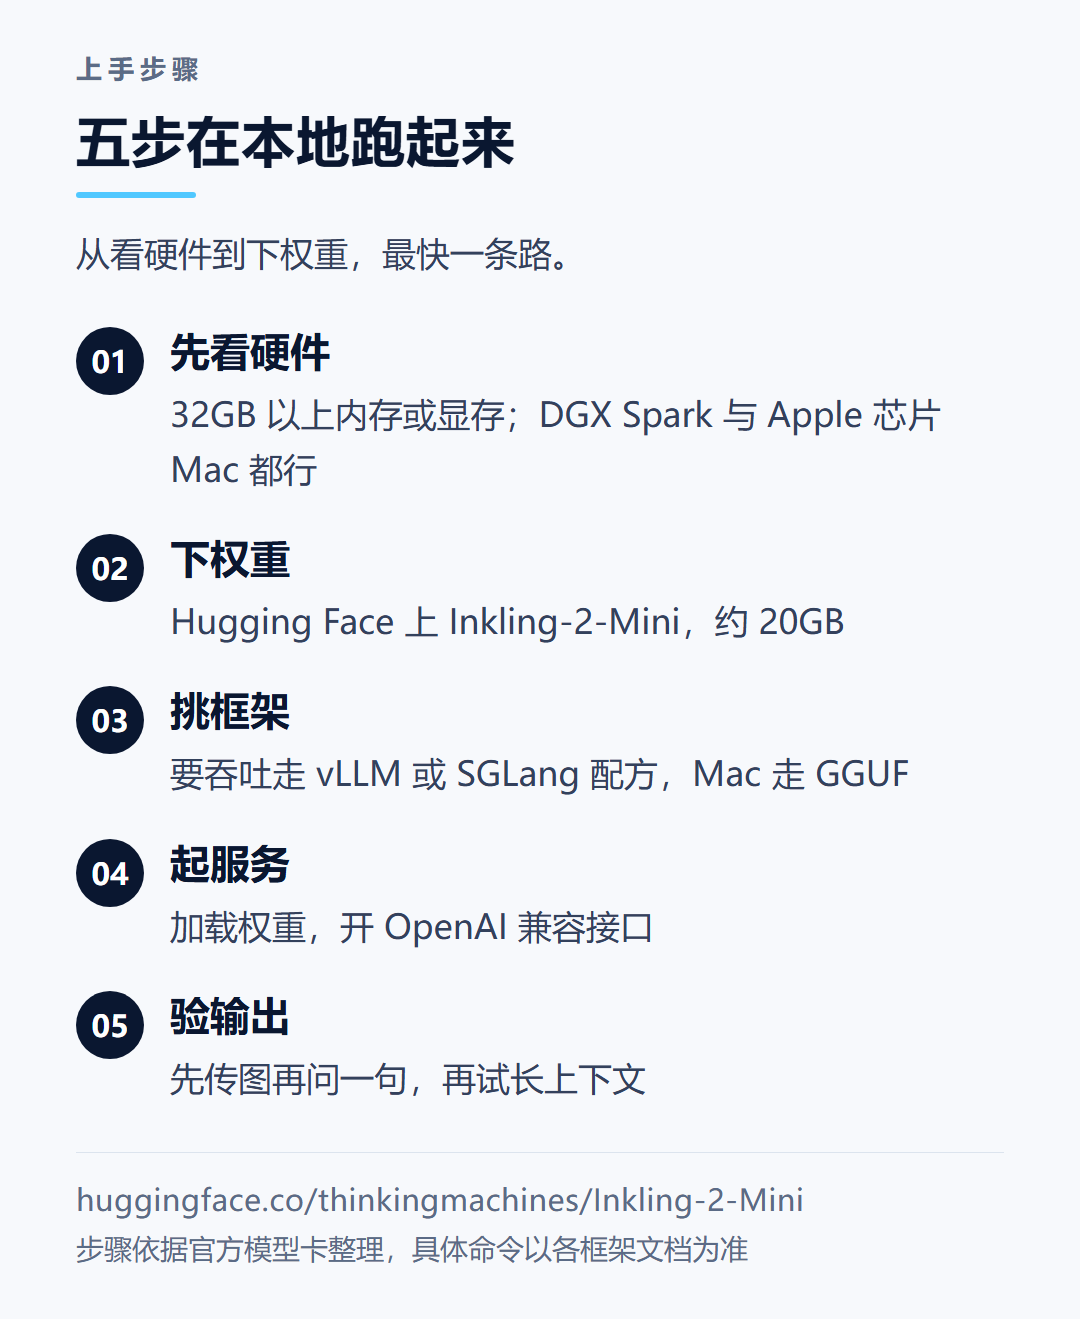 上手步骤
五步在本地跑起来
从看硬件到下权重，最快一条路。
01
先看硬件
32GB 以上内存或显存；DGX Spark 与 Apple 芯片
Mac 都行
02
下权重
Hugging Face 上 Inkling-2-Mini，约 20GB
03
挑框架
要吞吐走 vLLM 或 SGLang 配方，Mac 走 GGUF
04
起服务
加载权重，开 OpenAI 兼容接口
05
验输出
先传图再问一句，再试长上下文
huggingface.co/thinkingmachines/Inkling-2-Mini
步骤依据官方模型卡整理，具体命令以各框架文档为准